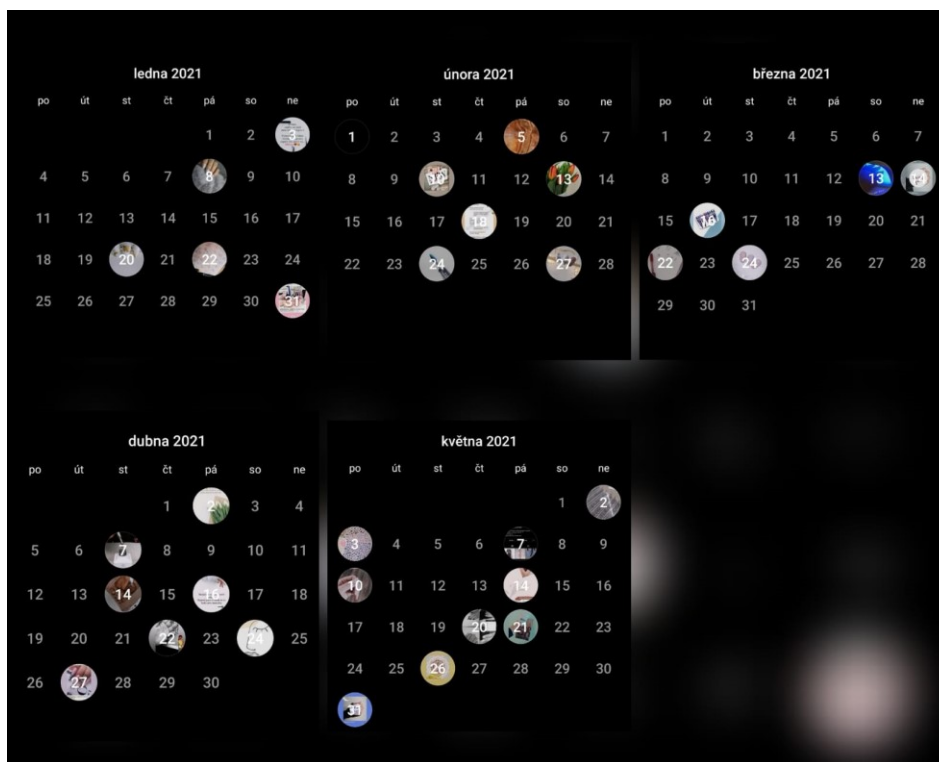 ledna 2021
po út st čt pá so ne
1 2 3
4 5 6 7 8 9 10
11 12 13 14 15 16 17
18 19 20 21 22 23 24
25 26 27 28 29 30 31
února 2021
po út st čt pá so ne
1 2 3 4 5 6 7
8 9 10 11 12 13 14
15 16 17 18 19 20 21
22 23 24 25 26 27 28
března 2021
po út st čt pá so ne
1 2 3 4 5 6 7
8 9 10 11 12 13 14
15 16 17 18 19 20 21
22 23 24 25 26 27 28
29 30 31
dubna 2021
po út st čt pá so ne
1 2 3 4
5 6 7 8 9 10 11
12 13 14 15 16 17 18
19 20 21 22 23 24 25
26 27 28 29 30
května 2021
po út st čt pá so ne
1 2
3 4 5 6 7 8 9
10 11 12 13 14 15 16
17 18 19 20 21 22 23
24 25 26 27 28 29 30
31